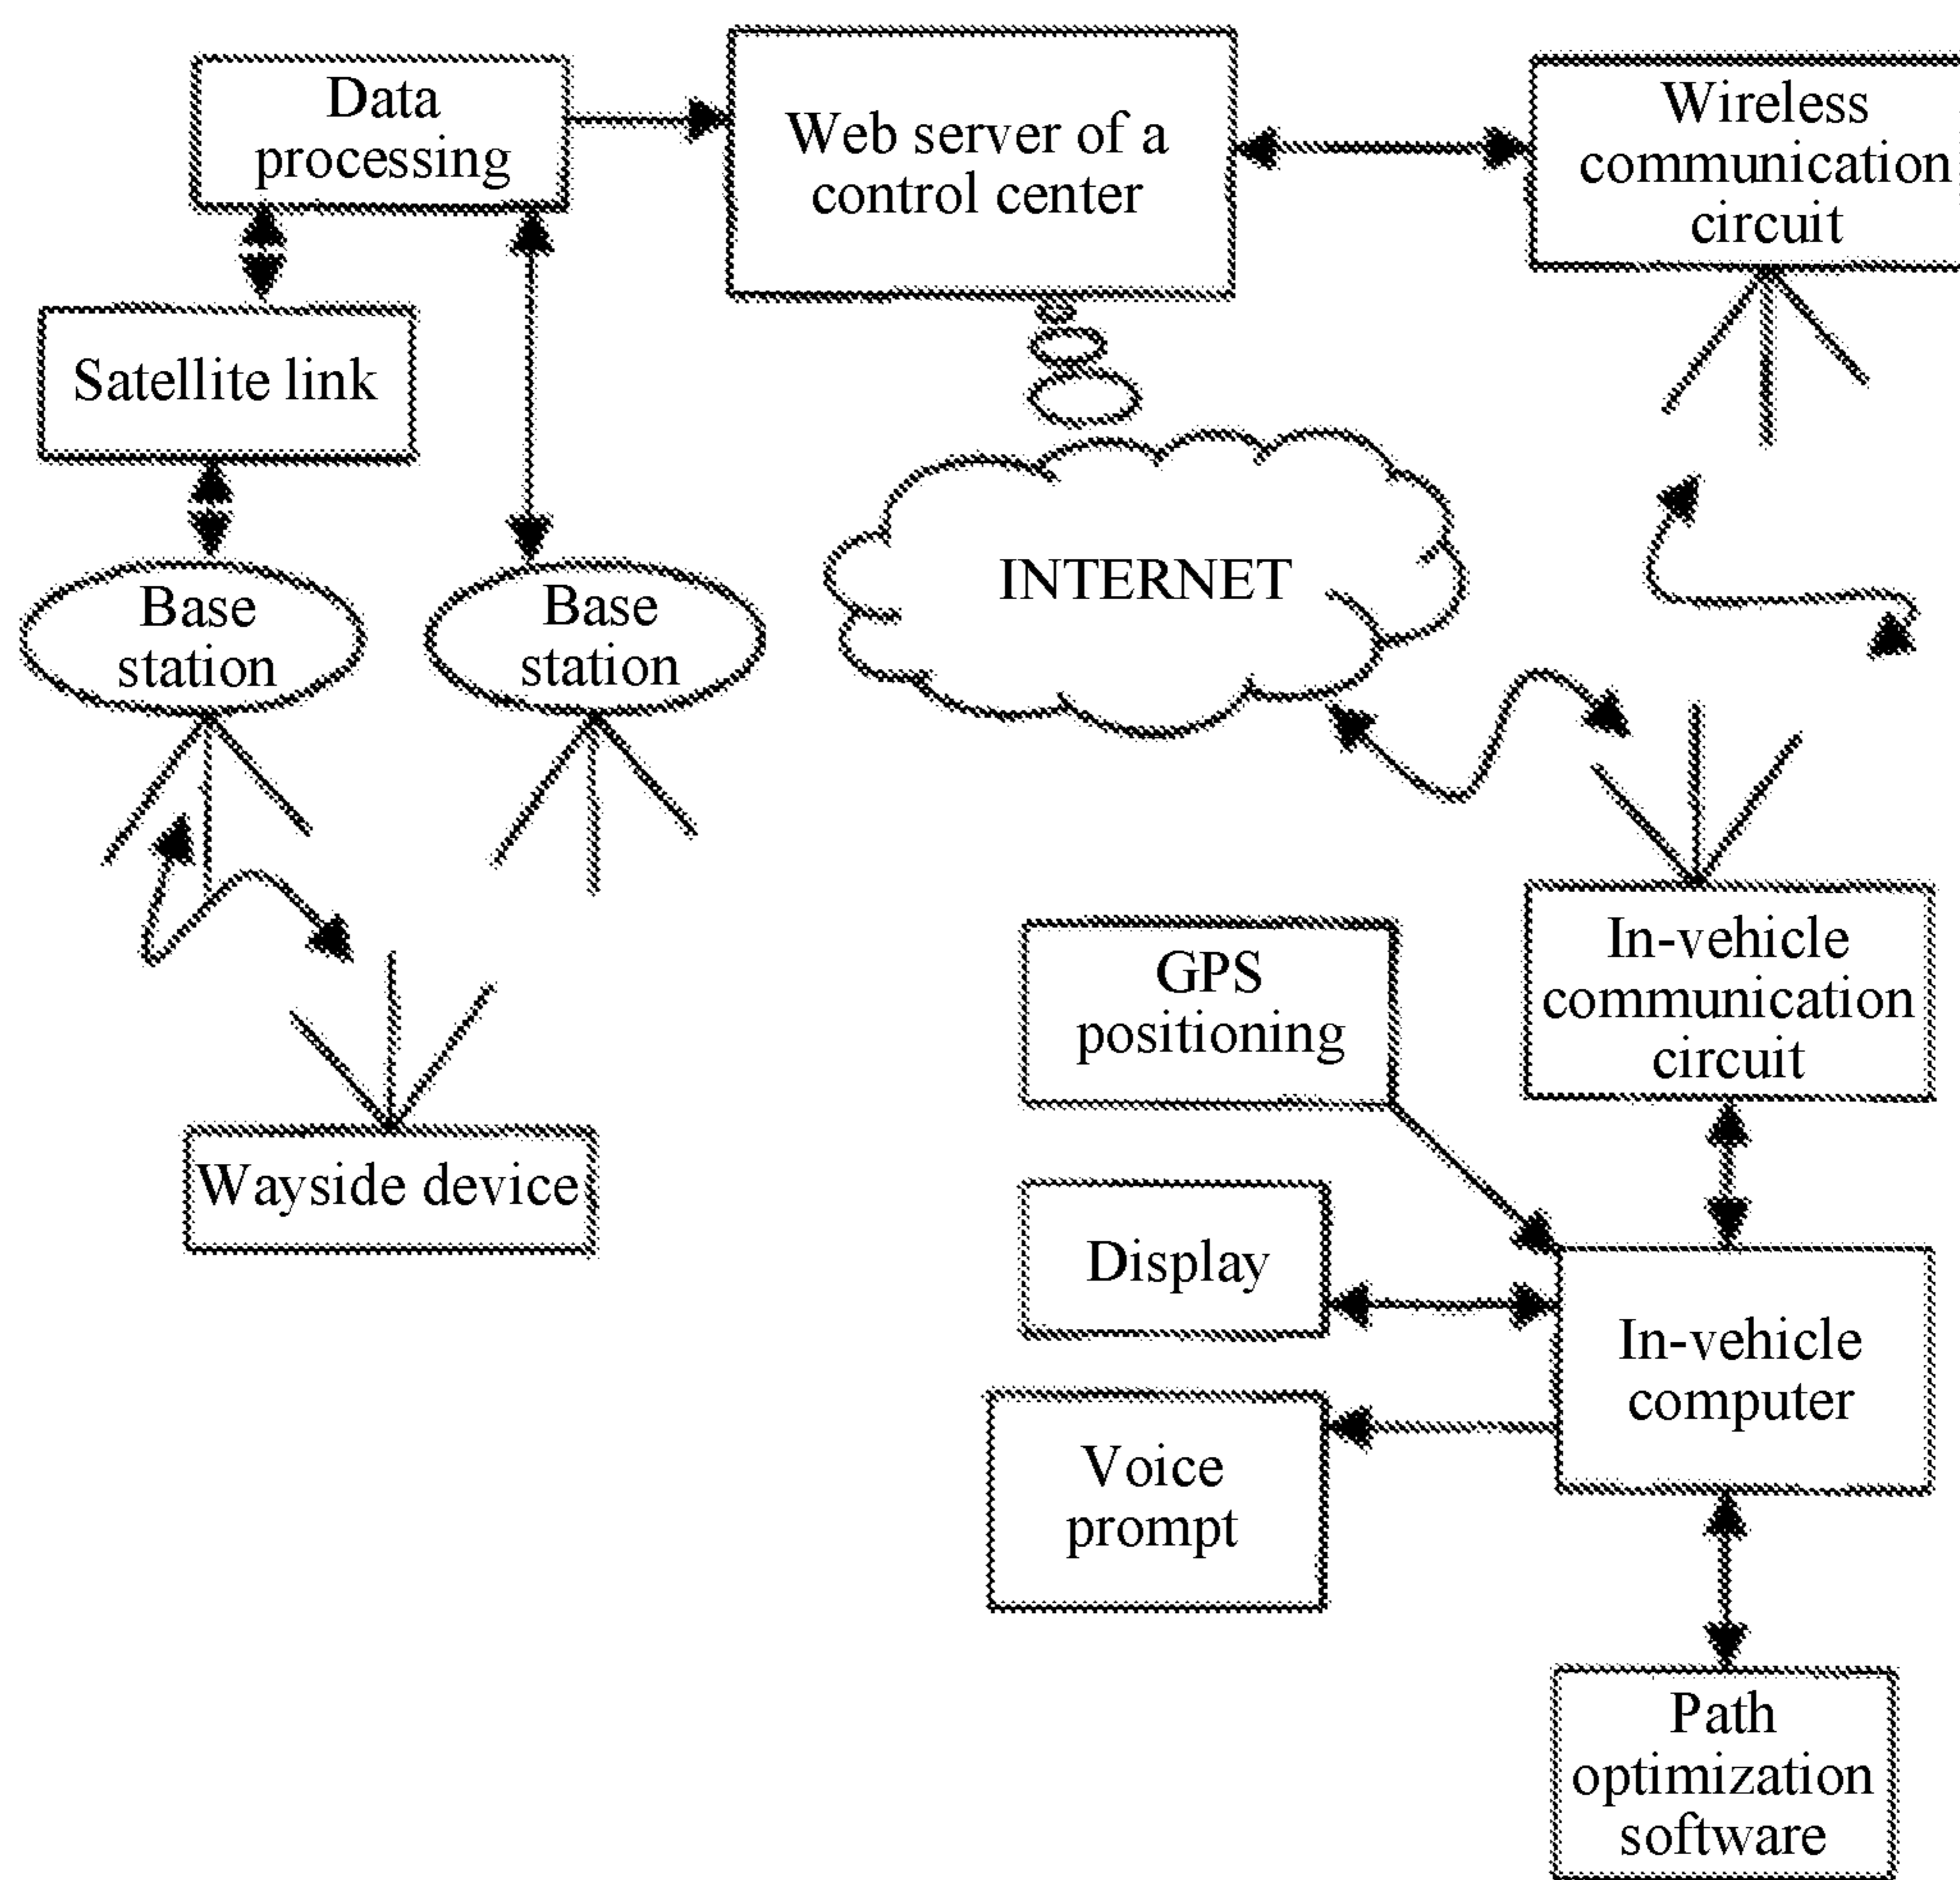 Data
processing
Web server of a
control center
Wireless
communication
circuit
Satellite link
Base
station
Base
station
INTERNET
Wayside device
GPS
positioning
In-vehicle
communication
circuit
Display
In-vehicle
computer
Voice
prompt
Path
optimization
software